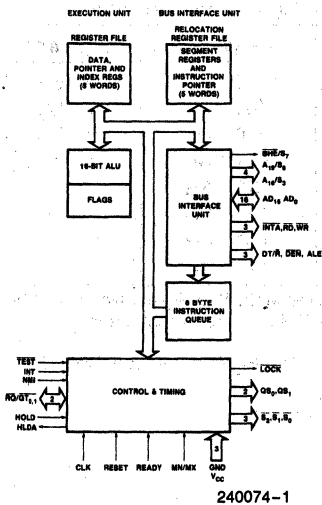 EXECUTION UNIT
BUS INTERFACE UNIT
REGISTER FILE
RELOCATION
REGISTER FILE
DATA,
POINTER AND
INDEX REGS
(8 WORDS)
SEGMENT
REGISTERS
AND
INSTRUCTION
POINTER
(5 WORDS)
16-BIT ALU
FLAGS
BUS
INTERFACE
UNIT
BHE/S7
4
A19/S6
A16/S3
16
AD15 AD0
3
INTA, RD, WR
3
DT/R, DEN, ALE
6 BYTE
INSTRUCTION
QUEUE
TEST
INT
NMI
RQ/GT0,1
2
HOLD
HLDA
CONTROL & TIMING
LOCK
2
QS0, QS1
3
S2, S1, S0
CLK
RESET
READY
MN/MX
3
GND
VCC
240074-1